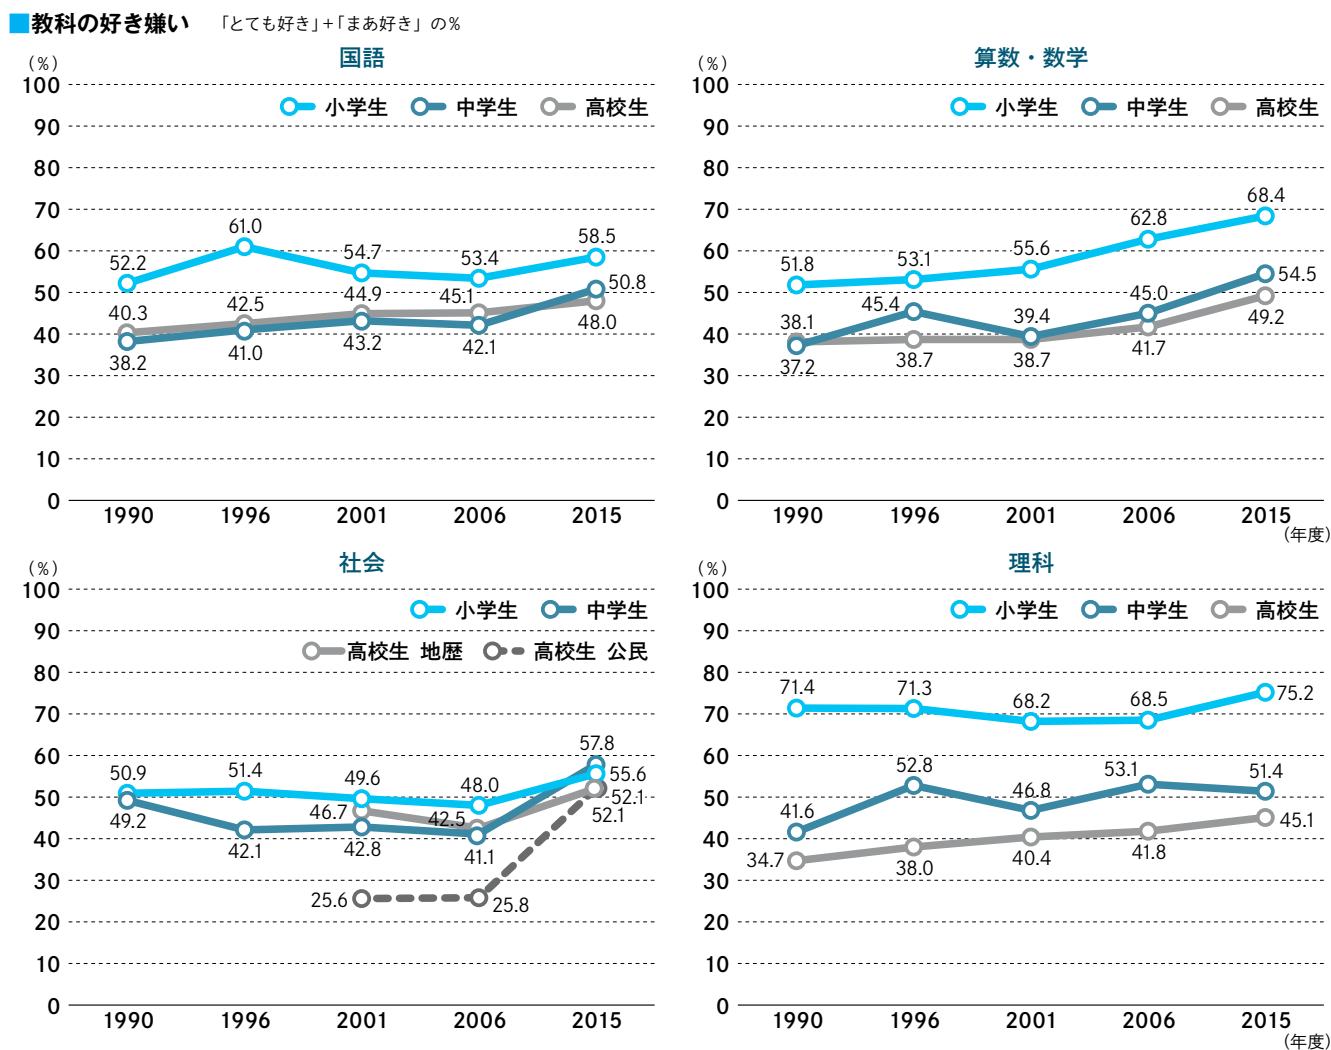 ■教科の好き嫌い 「とても好き」+「まあ好き」の%
国語
(%)
小学生 中学生 高校生
100
90
80
70
60
50
40
30
20
10
0
52.2 61.0 54.7 53.4 58.5
40.3 42.5 44.9 45.1 50.8
38.2 41.0 43.2 42.1 48.0
1990 1996 2001 2006 2015
算数・数学
(%)
小学生 中学生 高校生
100
90
80
70
60
50
40
30
20
10
0
51.8 53.1 55.6 62.8 68.4
38.1 45.4 39.4 45.0 54.5
37.2 38.7 38.7 41.7 49.2
1990 1996 2001 2006 2015
(年度)
社会
(%)
小学生 中学生
高校生 地歴 高校生 公民
100
90
80
70
60
50
40
30
20
10
0
50.9 51.4 49.6 48.0 57.8
55.6
46.7 42.5 52.1
49.2 42.1 42.8 41.1 52.1
25.6 25.8
1990 1996 2001 2006 2015
理科
(%)
小学生 中学生 高校生
100
90
80
70
60
50
40
30
20
10
0
71.4 71.3 68.2 68.5 75.2
41.6 52.8 46.8 53.1 51.4
34.7 38.0 40.4 41.8 45.1
1990 1996 2001 2006 2015
(年度)